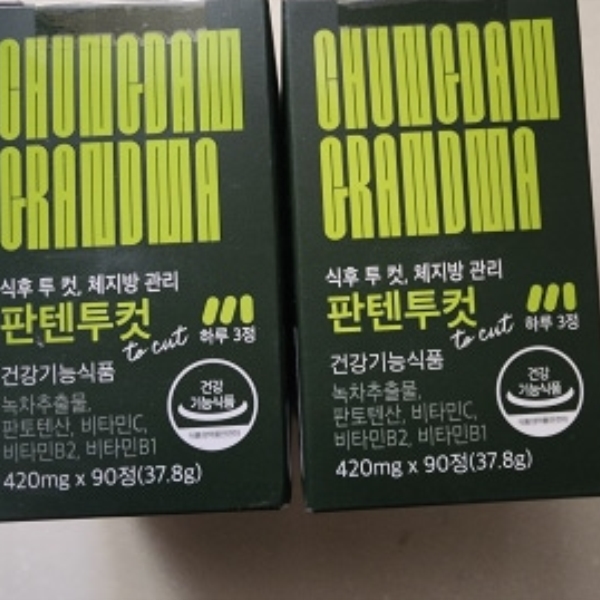 CHUNGDAM
GRANDMA
식후 투 컷, 체지방 관리
판텐투컷
to cut
하루 3정
건강기능식품
건강
기능식품
녹차추출물,
판토텐산, 비타민C,
비타민B2, 비타민B1
420mg x 90정(37.8g)
CHUNGDAM
GRANDMA
식후 투 컷, 체지방 관리
판텐투컷
to cut
하루 3정
건강기능식품
건강
기능식품
녹차추출물,
판토텐산, 비타민C,
비타민B2, 비타민B1
420mg x 90정(37.8g)